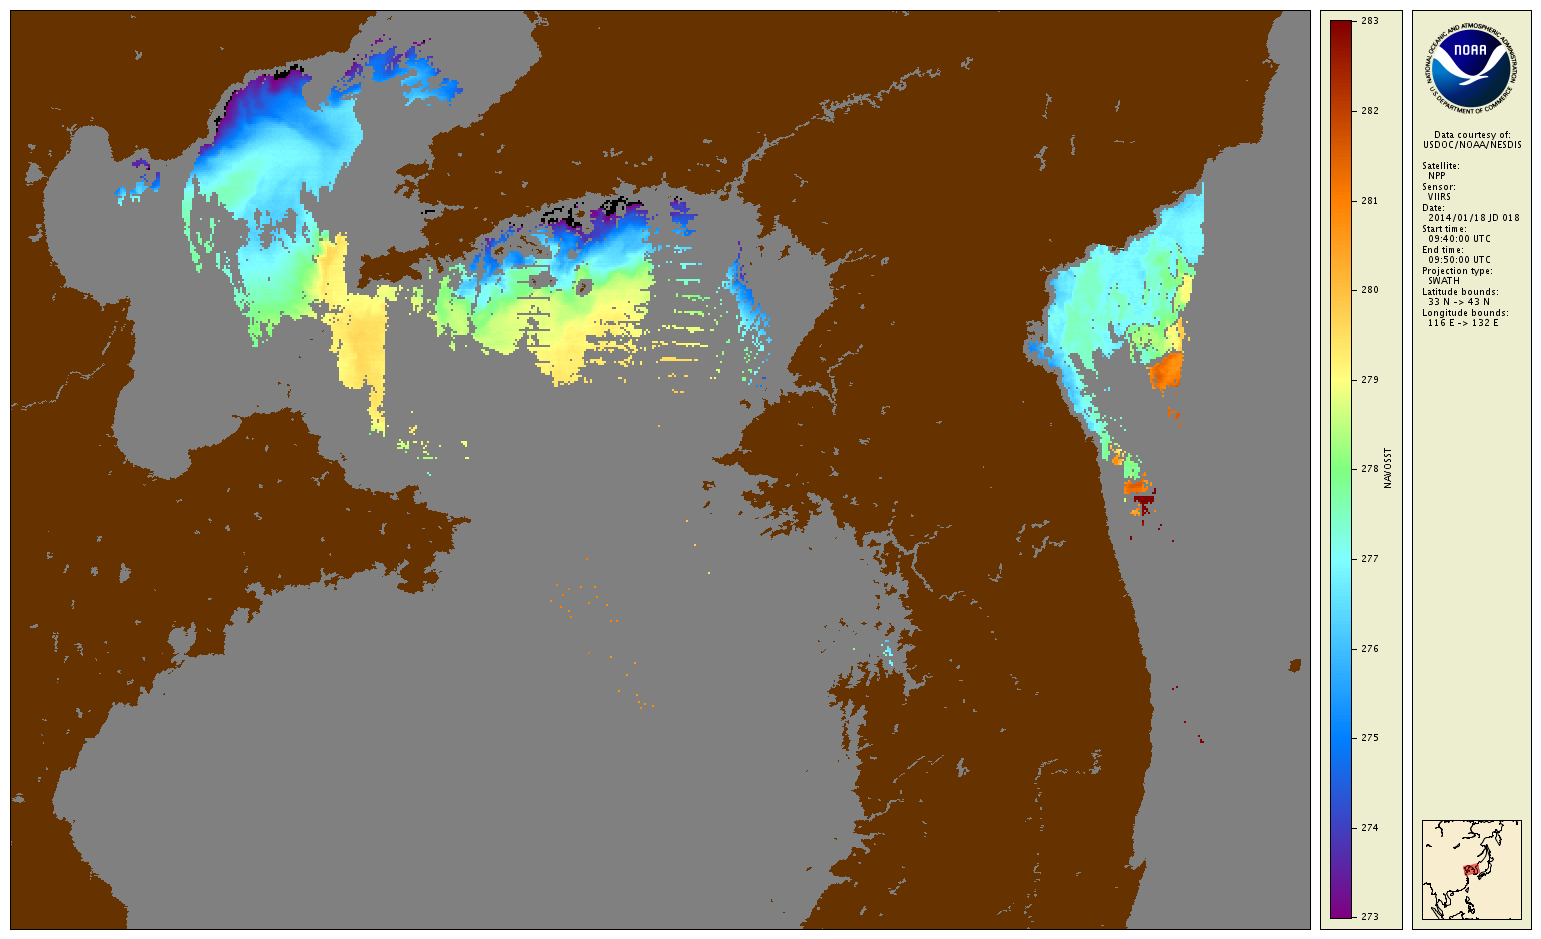 283
282
281
280
279
278
277
276
275
274
273
NAVOSST
NATIONAL OCEANIC AND ATMOSPHERIC ADMINISTRATION
NOAA
U.S. DEPARTMENT OF COMMERCE
Data courtesy of:
USDOC/NOAA/NESDIS
Satellite:
NPP
Sensor:
VIIRS
Date:
2014/01/18 JD 018
Start time:
09:40:00 UTC
End time:
09:50:00 UTC
Projection type:
SWATH
Latitude bounds:
33 N -> 43 N
Longitude bounds:
116 E -> 132 E